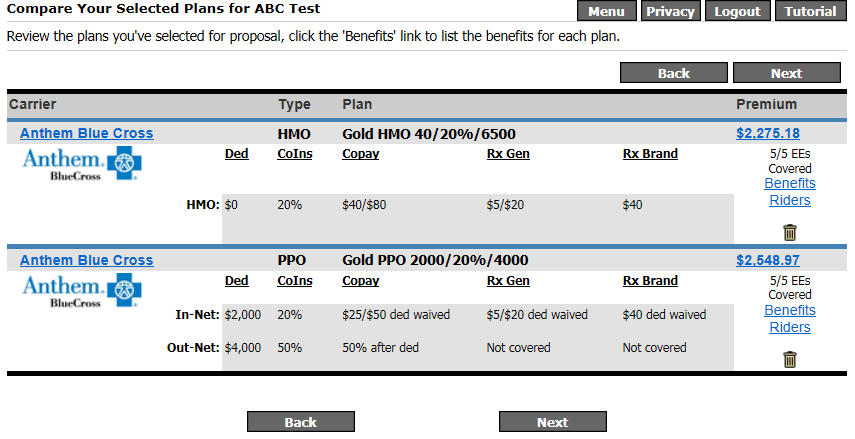 Compare Your Selected Plans for ABC Test
Menu Privacy Logout Tutorial
Review the plans you've selected for proposal, click the 'Benefits' link to list the benefits for each plan.
Back Next
Carrier Type Plan Premium
Anthem Blue Cross HMO Gold HMO 40/20%/6500 $2,275.18
Anthem. BlueCross
Ded CoIns Copay Rx Gen Rx Brand 5/5 EEs
Covered
Benefits
HMO: $0 20% $40/$80 $5/$20 $40 Riders
Anthem Blue Cross PPO Gold PPO 2000/20%/4000 $2,548.97
Anthem. BlueCross
Ded CoIns Copay Rx Gen Rx Brand 5/5 EEs
Covered
In-Net: $2,000 20% $25/$50 ded waived $5/$20 ded waived $40 ded waived Benefits
Riders
Out-Net: $4,000 50% 50% after ded Not covered Not covered
Back Next